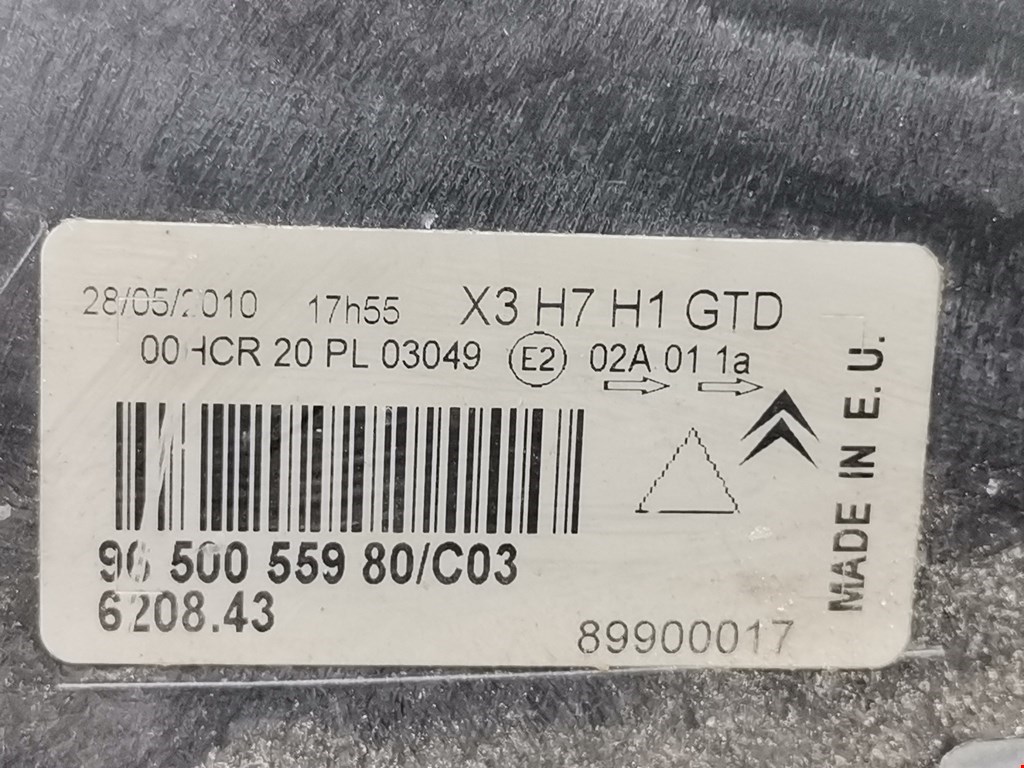 28/05/2010 17h55 X3 H7 H1 GTD
00 HCR 20 PL 03049 E2 02A 01 1a
96 500 559 80/C03
6208.43
89900017
MADE IN E.U.